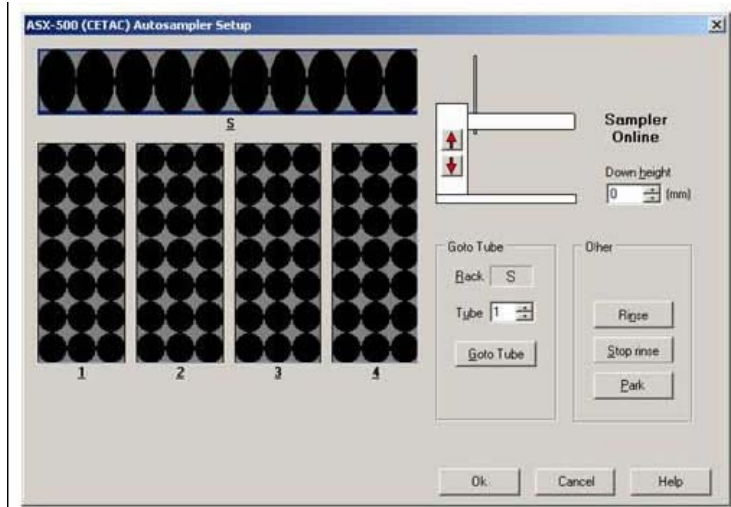 ASX-500 (CETAC) Autosampler Setup
S
1 2 3 4
Sampler
Online
Down height
0 (mm)
Goto Tube
Rack S
Tube 1
Goto Tube
Other
Rinse
Stop rinse
Park
Ok Cancel Help